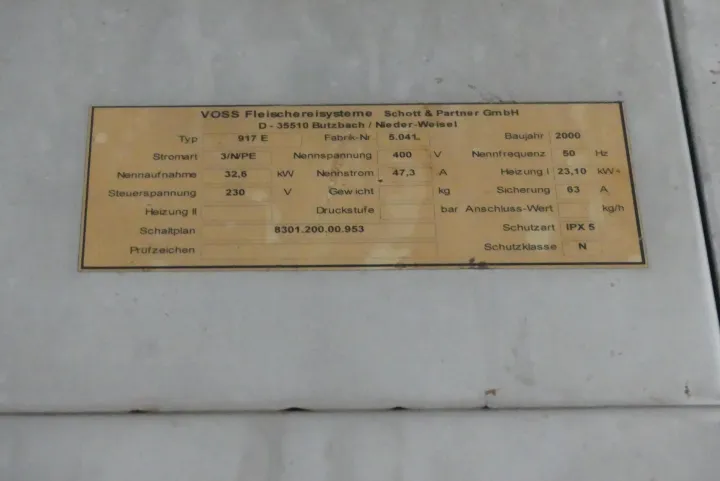 VOSS Fleischereisysteme Schott & Partner GmbH
D - 35510 Butzbach / Nieder-Weisel
Typ 917 E Fabrik-Nr. 5.041. Baujahr 2000
Stromart 3/N/PE Nennspannung 400 V Nennfrequenz 50 Hz
Nennaufnahme 32,6 kW Nennstrom 47,3 A Heizung I 23,10 kW
Steuerspannung 230 V Gewicht kg Sicherung 63 A
Heizung II Druckstufe bar Anschluss-Wert kg/h
Schaltplan 8301.200.00.953 Schutzart IPX 5
Prüfzeichen Schutzklasse N